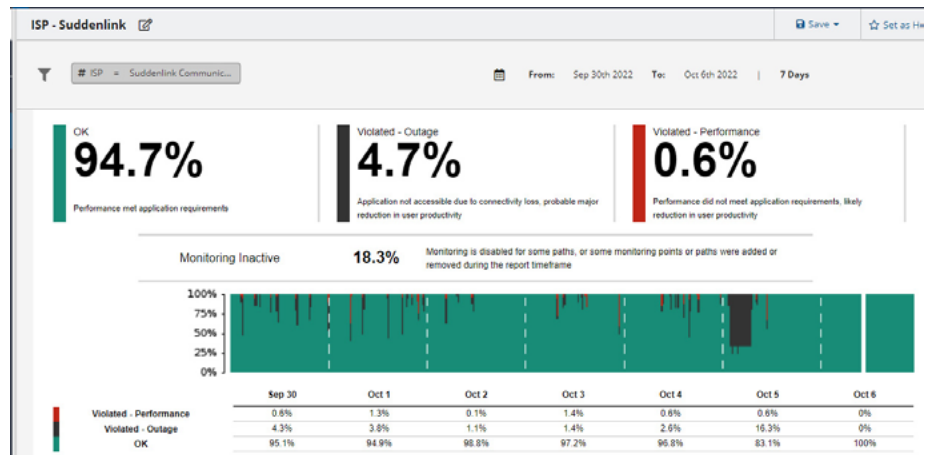 ISP - Suddenlink
Save
Set as
# ISP = Suddenlink Communic...
From: Sep 30th 2022 To: Oct 6th 2022 | 7 Days
OK
94.7%
Performance met application requirements
Violated - Outage
4.7%
Application not accessible due to connectivity loss, probable major
reduction in user productivity
Violated - Performance
0.6%
Performance did not meet application requirements, likely
reduction in user productivity
Monitoring Inactive
18.3%
Monitoring is disabled for some paths, or some monitoring points or paths were added or
removed during the report timeframe
100%
75%
50%
25%
0%
Sep 30 Oct 1 Oct 2 Oct 3 Oct 4 Oct 5 Oct 6
Violated - Performance 0.6% 1.3% 0.1% 1.4% 0.6% 0.6% 0%
Violated - Outage 4.3% 3.8% 1.1% 1.4% 2.6% 16.3% 0%
OK 95.1% 94.9% 98.8% 97.2% 96.8% 83.1% 100%